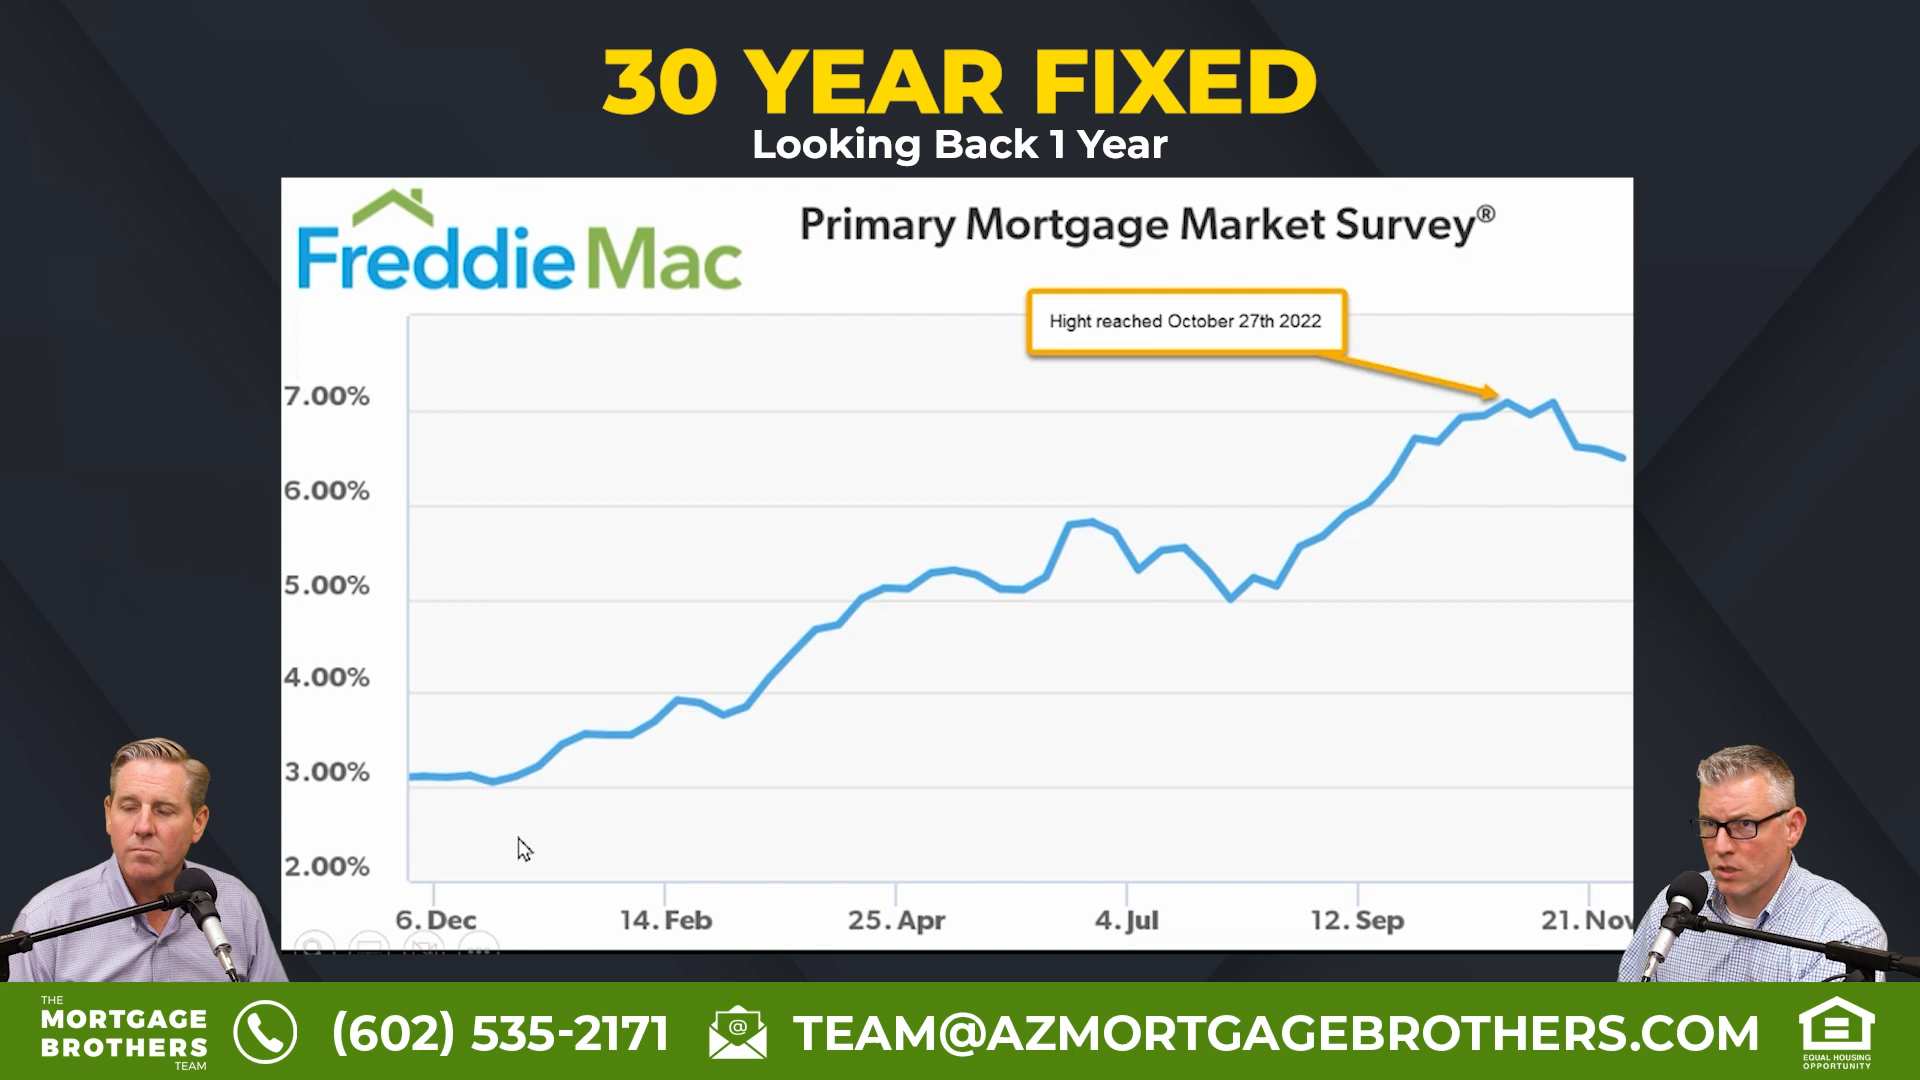 30 YEAR FIXED
Looking Back 1 Year
Freddie Mac
Primary Mortgage Market Survey®
Hight reached October 27th 2022
7.00%
6.00%
5.00%
4.00%
3.00%
2.00%
6. Dec 14. Feb 25. Apr 4. Jul 12. Sep 21. Nov
THE
MORTGAGE
BROTHERS
TEAM
(602) 535-2171
@
TEAM@AZMORTGAGEBROTHERS.COM
EQUAL HOUSING
OPPORTUNITY